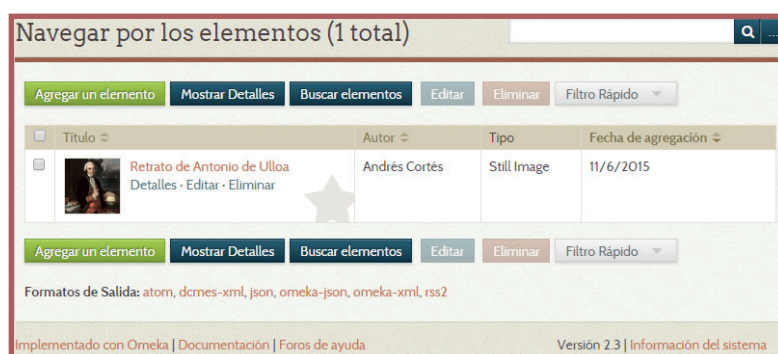 Navegar por los elementos (1 total)
...
Agregar un elemento Mostrar Detalles Buscar elementos Editar Eliminar Filtro Rápido
Título Autor Tipo Fecha de agregación
Retrato de Antonio de Ulloa Andrés Cortés Still Image 11/6/2015
Detalles · Editar · Eliminar
Agregar un elemento Mostrar Detalles Buscar elementos Editar Eliminar Filtro Rápido
Formatos de Salida: atom, dcmes-xml, json, omeka-json, omeka-xml, rss2
Implementado con Omeka | Documentación | Foros de ayuda Versión 2.3 | Información del sistema